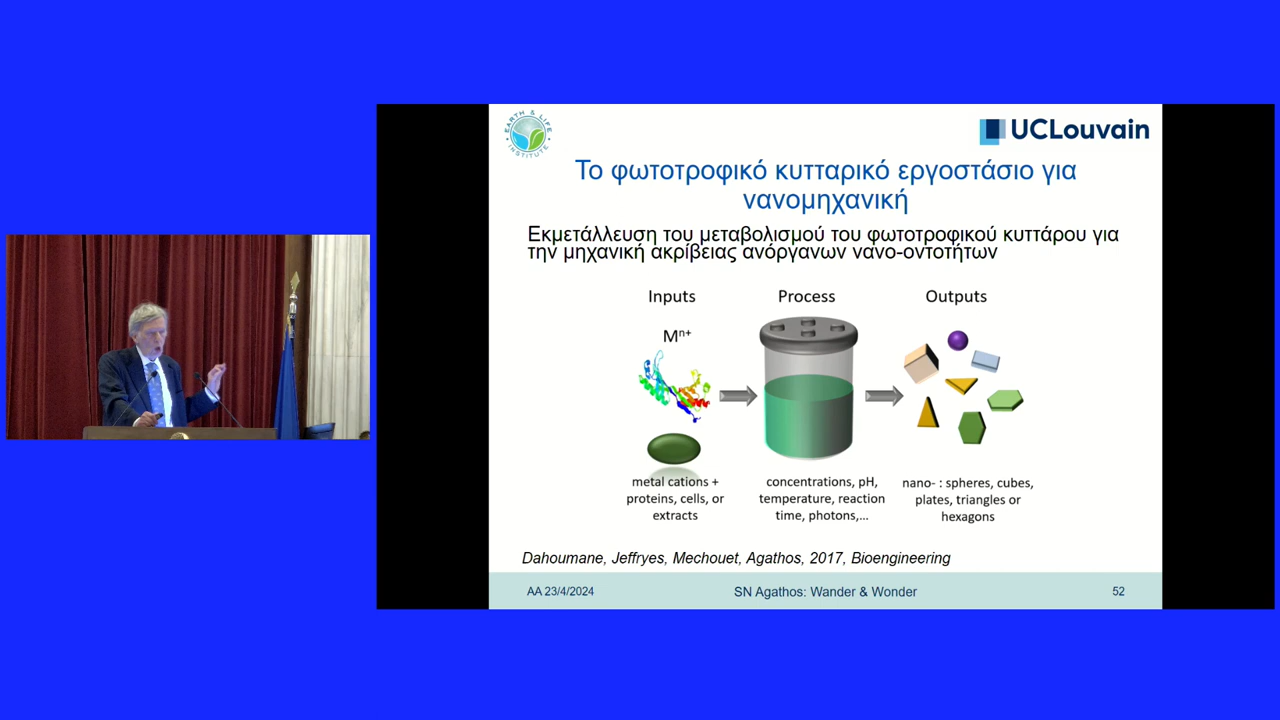 EARTH & LIFE INSTITUTE
UCLouvain
Το φωτοτροφικό κυτταρικό εργοστάσιο για
νανομηχανική
Εκμετάλλευση του μεταβολισμού του φωτοτροφικού κυττάρου για
την μηχανική ακρίβειας ανόργανων νανο-οντοτήτων
Inputs
Process
Outputs
Mⁿ⁺
metal cations +
proteins, cells, or
extracts
concentrations, pH,
temperature, reaction
time, photons,...
nano- : spheres, cubes,
plates, triangles or
hexagons
Dahoumane, Jeffryes, Mechouet, Agathos, 2017, Bioengineering
AA 23/4/2024
SN Agathos: Wander & Wonder
52